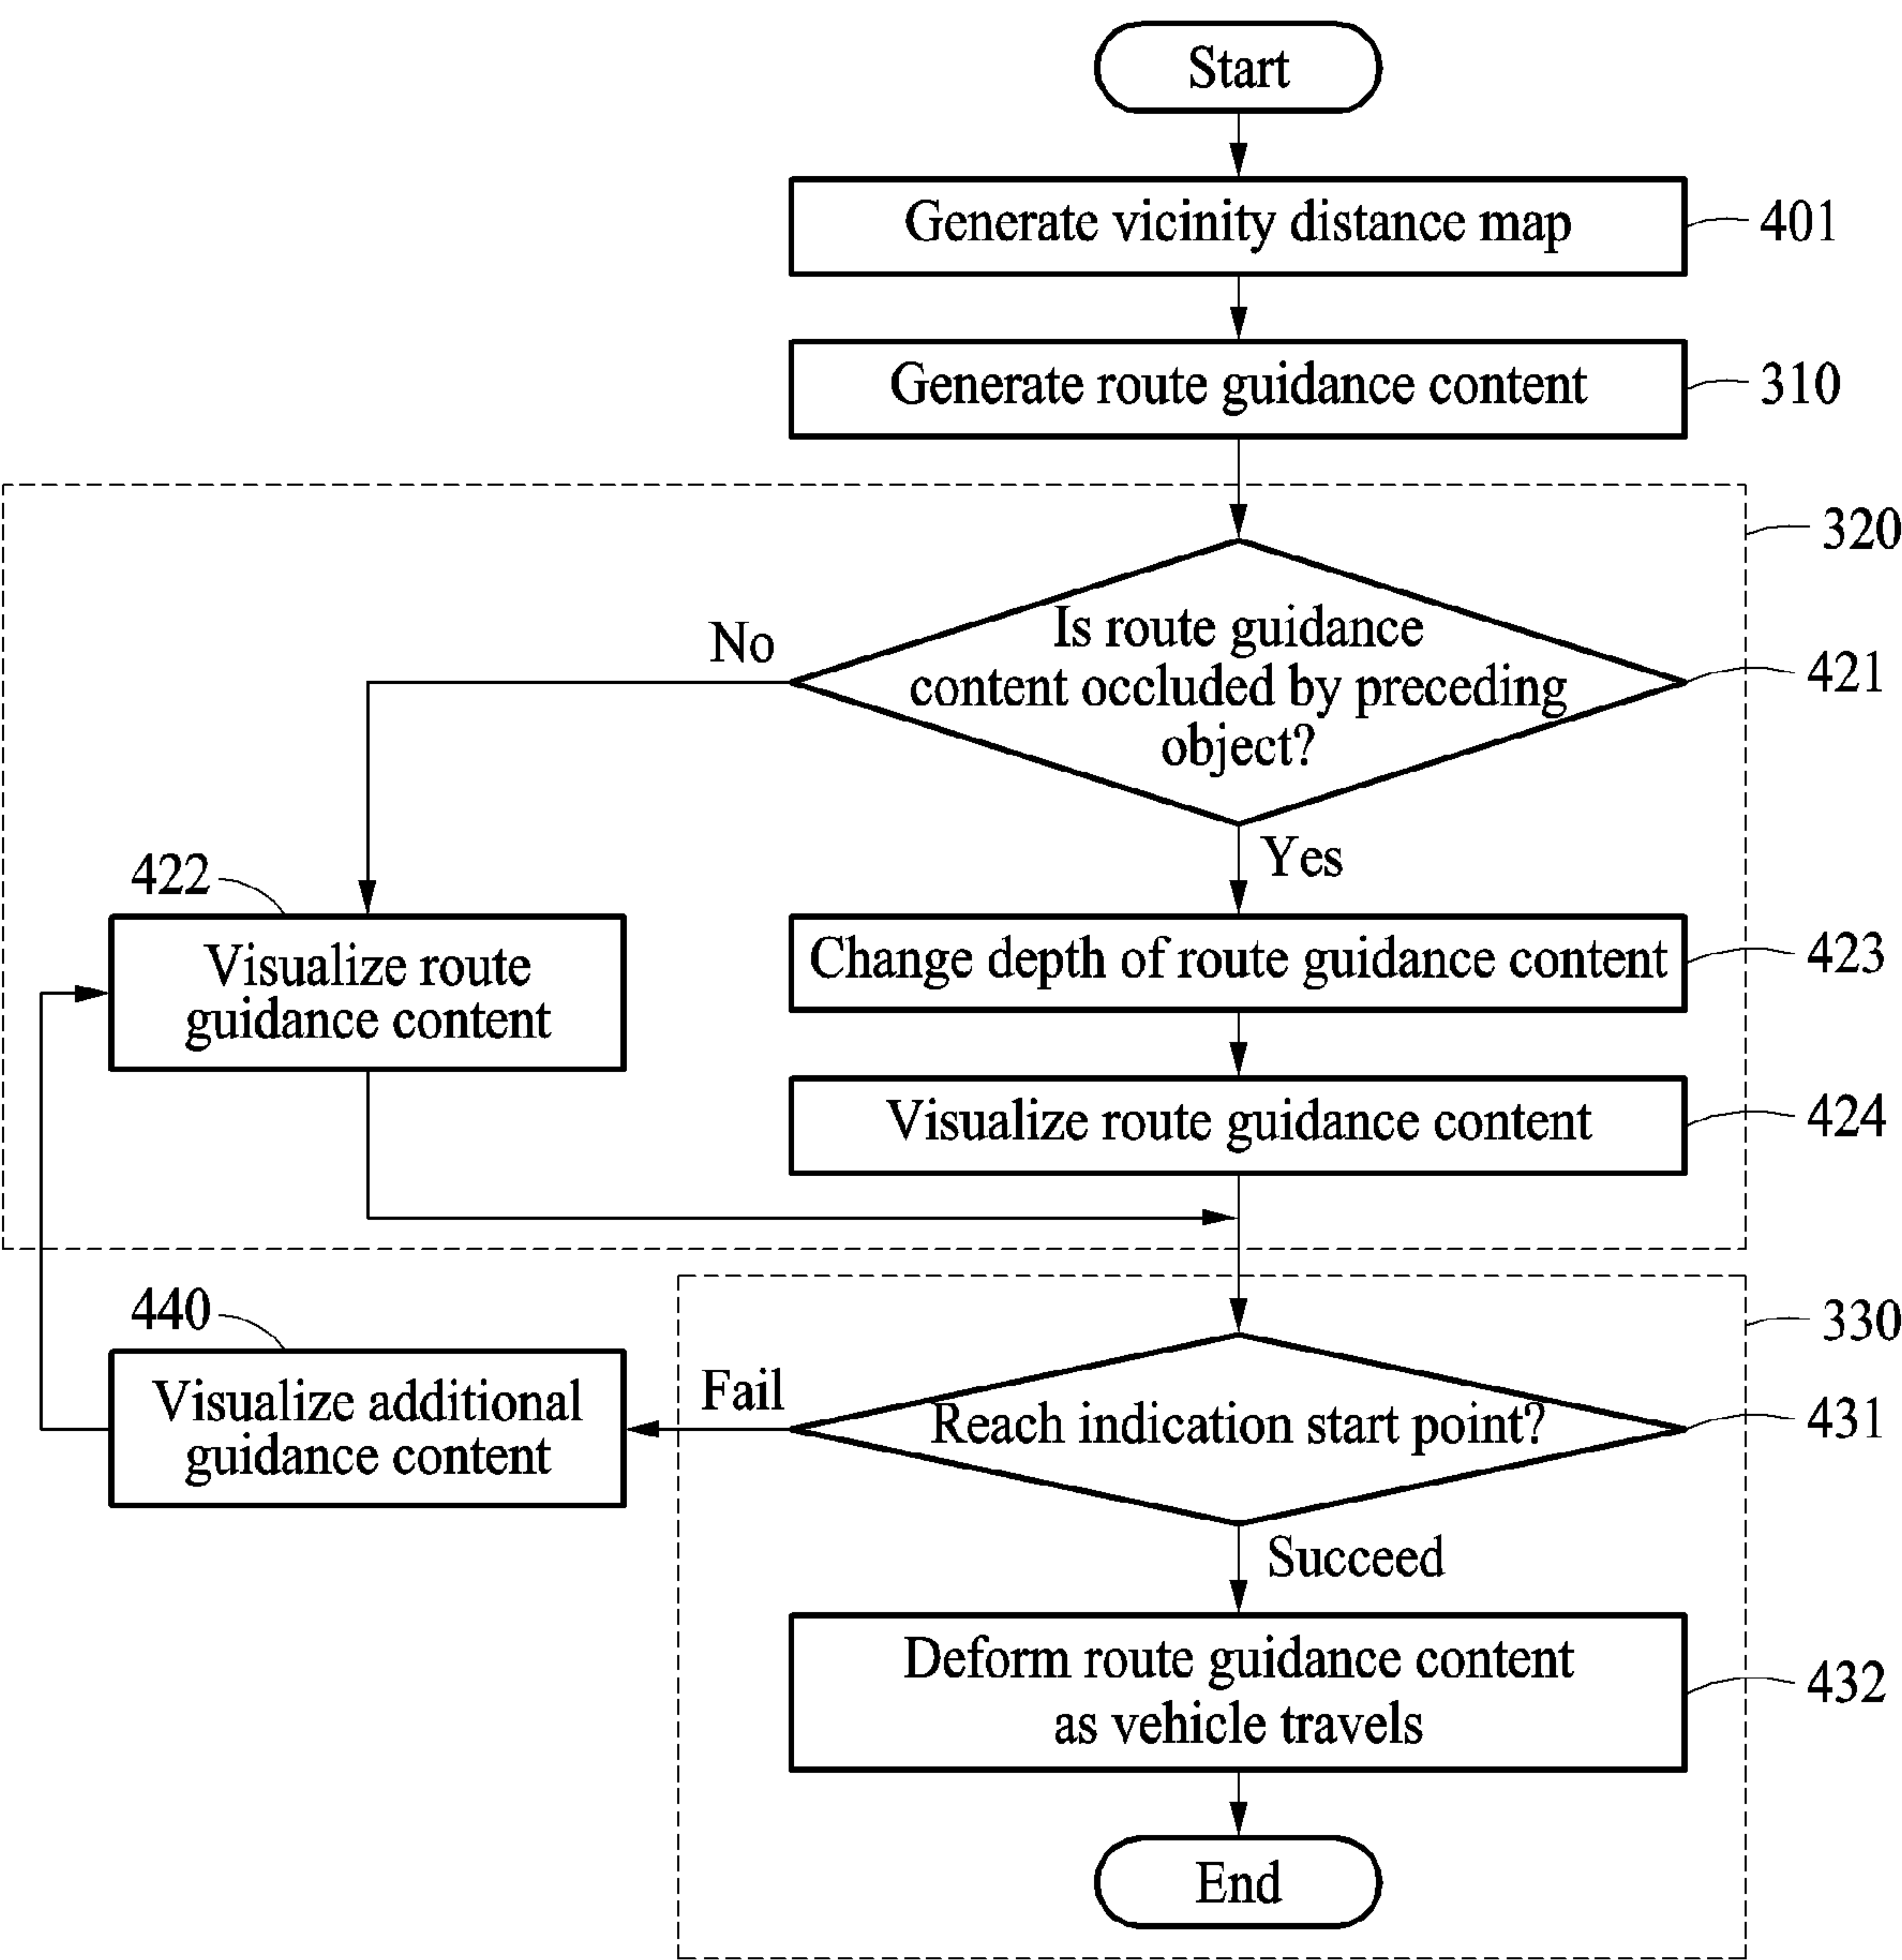 Start
Generate vicinity distance map
401
Generate route guidance content
310
320
Is route guidance
content occluded by preceding
object?
421
No
Yes
422
Visualize route
guidance content
Change depth of route guidance content
423
Visualize route guidance content
424
330
440
Visualize additional
guidance content
Fail
Reach indication start point?
431
Succeed
Deform route guidance content
as vehicle travels
432
End